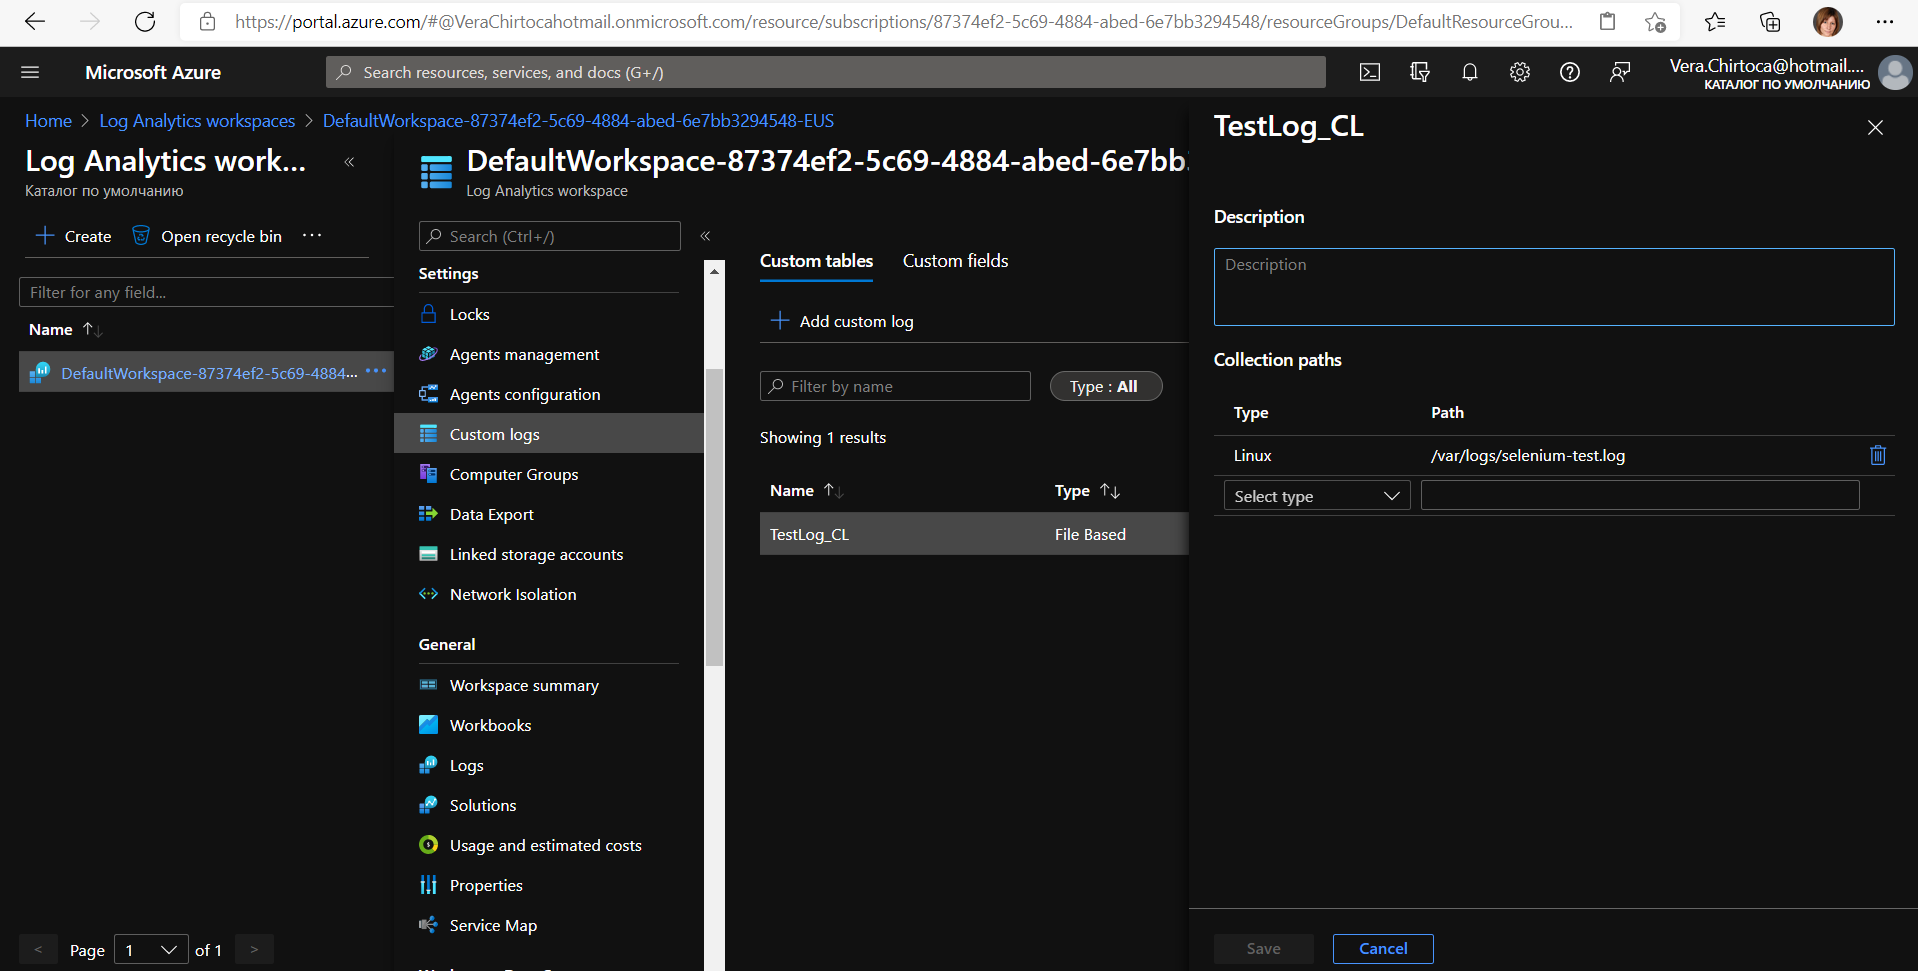 https://portal.azure.com/#@VeraChirtocahotmail.onmicrosoft.com/resource/subscriptions/87374ef2-5c69-4884-abed-6e7bb3294548/resourceGroups/DefaultResourceGrou...
Microsoft Azure
Search resources, services, and docs (G+/)
Vera.Chirtoca@hotmail....
КАТАЛОГ ПО УМОЛЧАНИЮ
Home > Log Analytics workspaces > DefaultWorkspace-87374ef2-5c69-4884-abed-6e7bb3294548-EUS
Log Analytics work... «
Каталог по умолчанию
+ Create
Open recycle bin
...
Filter for any field...
Name ↑↓
DefaultWorkspace-87374ef2-5c69-4884... ...
< Page 1 of 1 >
DefaultWorkspace-87374ef2-5c69-4884-abed-6e7bb
Log Analytics workspace
Search (Ctrl+/) «
Settings
Locks
Agents management
Agents configuration
Custom logs
Computer Groups
Data Export
Linked storage accounts
Network Isolation
General
Workspace summary
Workbooks
Logs
Solutions
Usage and estimated costs
Properties
Service Map
Custom tables Custom fields
+ Add custom log
Filter by name
Type : All
Showing 1 results
Name ↑↓ Type ↑↓
TestLog_CL File Based
TestLog_CL
Description
Description
Collection paths
Type Path
Linux /var/logs/selenium-test.log
Select type
Save Cancel